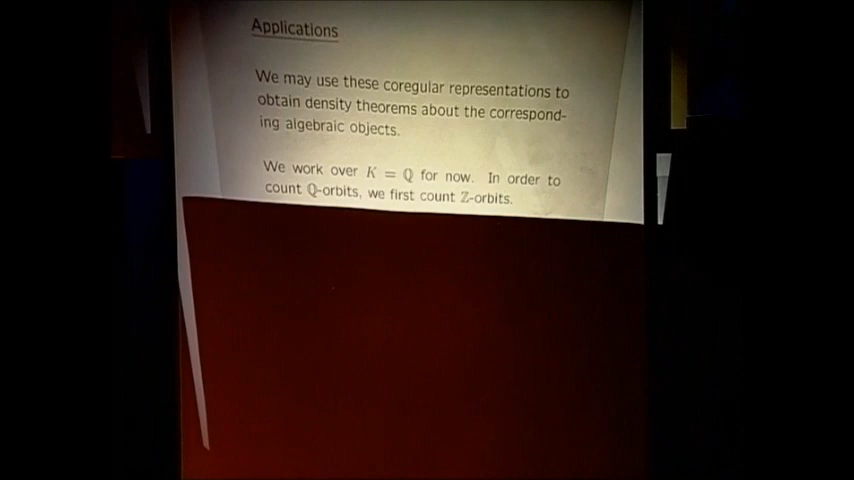 Applications
We may use these coregular representations to
obtain density theorems about the correspond-
ing algebraic objects.
We work over K = ℚ for now. In order to
count ℚ-orbits, we first count ℤ-orbits.